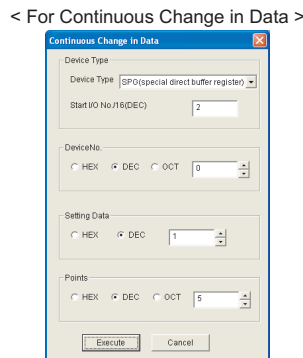 < For Continuous Change in Data >
Continuous Change in Data
Device Type
Device Type SPG(special direct buffer register)
Start I/O No./16(DEC) 2
DeviceNo.
HEX DEC OCT 0
Setting Data
HEX DEC 1
Points
HEX DEC OCT 5
Execute Cancel